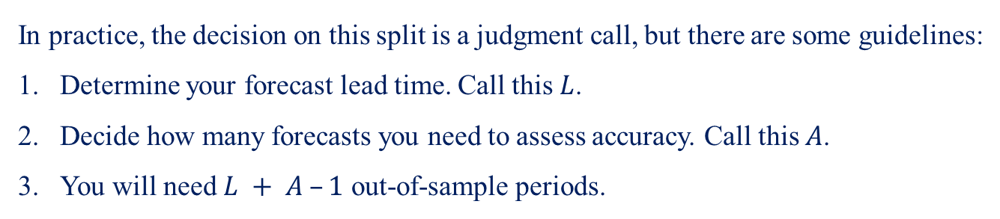 In practice, the decision on this split is a judgment call, but there are some guidelines:
1. Determine your forecast lead time. Call this L.
2. Decide how many forecasts you need to assess accuracy. Call this A.
3. You will need L + A – 1 out-of-sample periods.